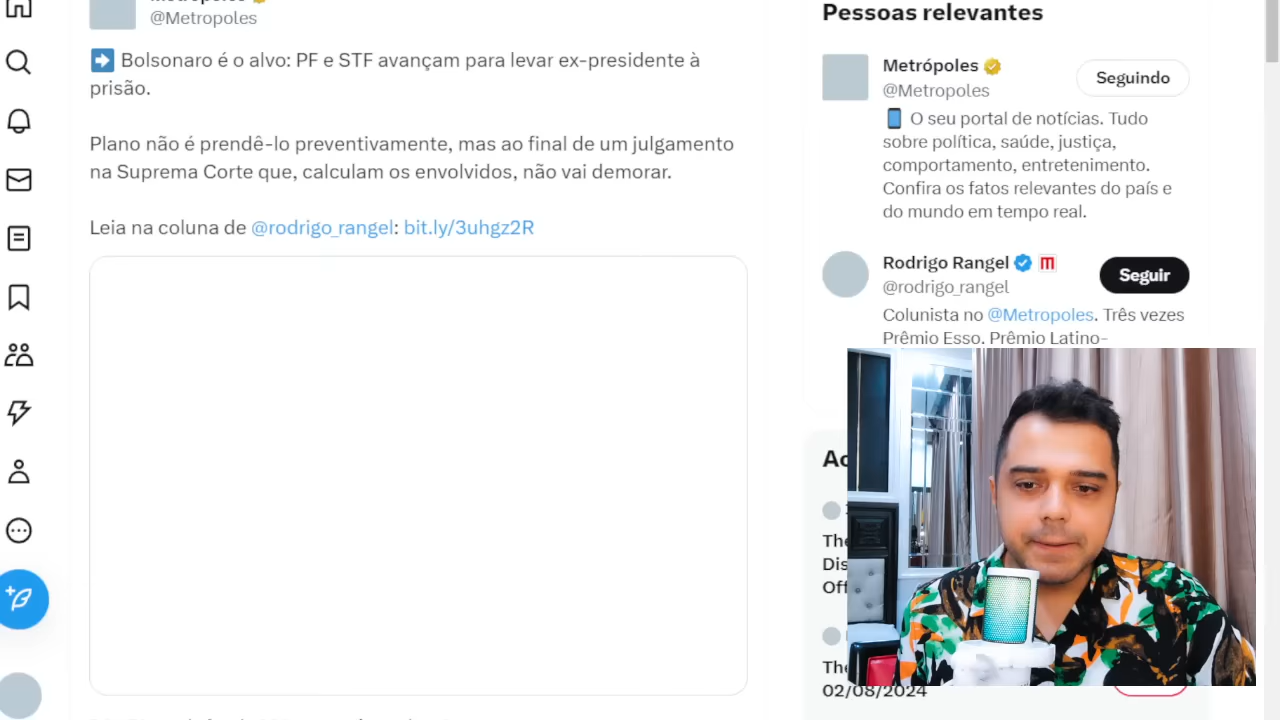 @Metropoles
➡ Bolsonaro é o alvo: PF e STF avançam para levar ex-presidente à
prisão.
Plano não é prendê-lo preventivamente, mas ao final de um julgamento
na Suprema Corte que, calculam os envolvidos, não vai demorar.
Leia na coluna de @rodrigo_rangel: bit.ly/3uhgz2R
Pessoas relevantes
Metrópoles
Seguindo
@Metropoles
📱 O seu portal de notícias. Tudo
sobre política, saúde, justiça,
comportamento, entretenimento.
Confira os fatos relevantes do país e
do mundo em tempo real.
Rodrigo Rangel
Seguir
@rodrigo_rangel
Colunista no @Metropoles. Três vezes
Prêmio Esso. Prêmio Latino-
The
Dis
Off
The
02/08/2024